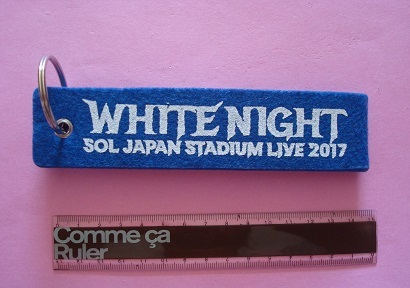 WHITE NIGHT
SOL JAPAN STADIUM LIVE 2017
Comme ça
Ruler